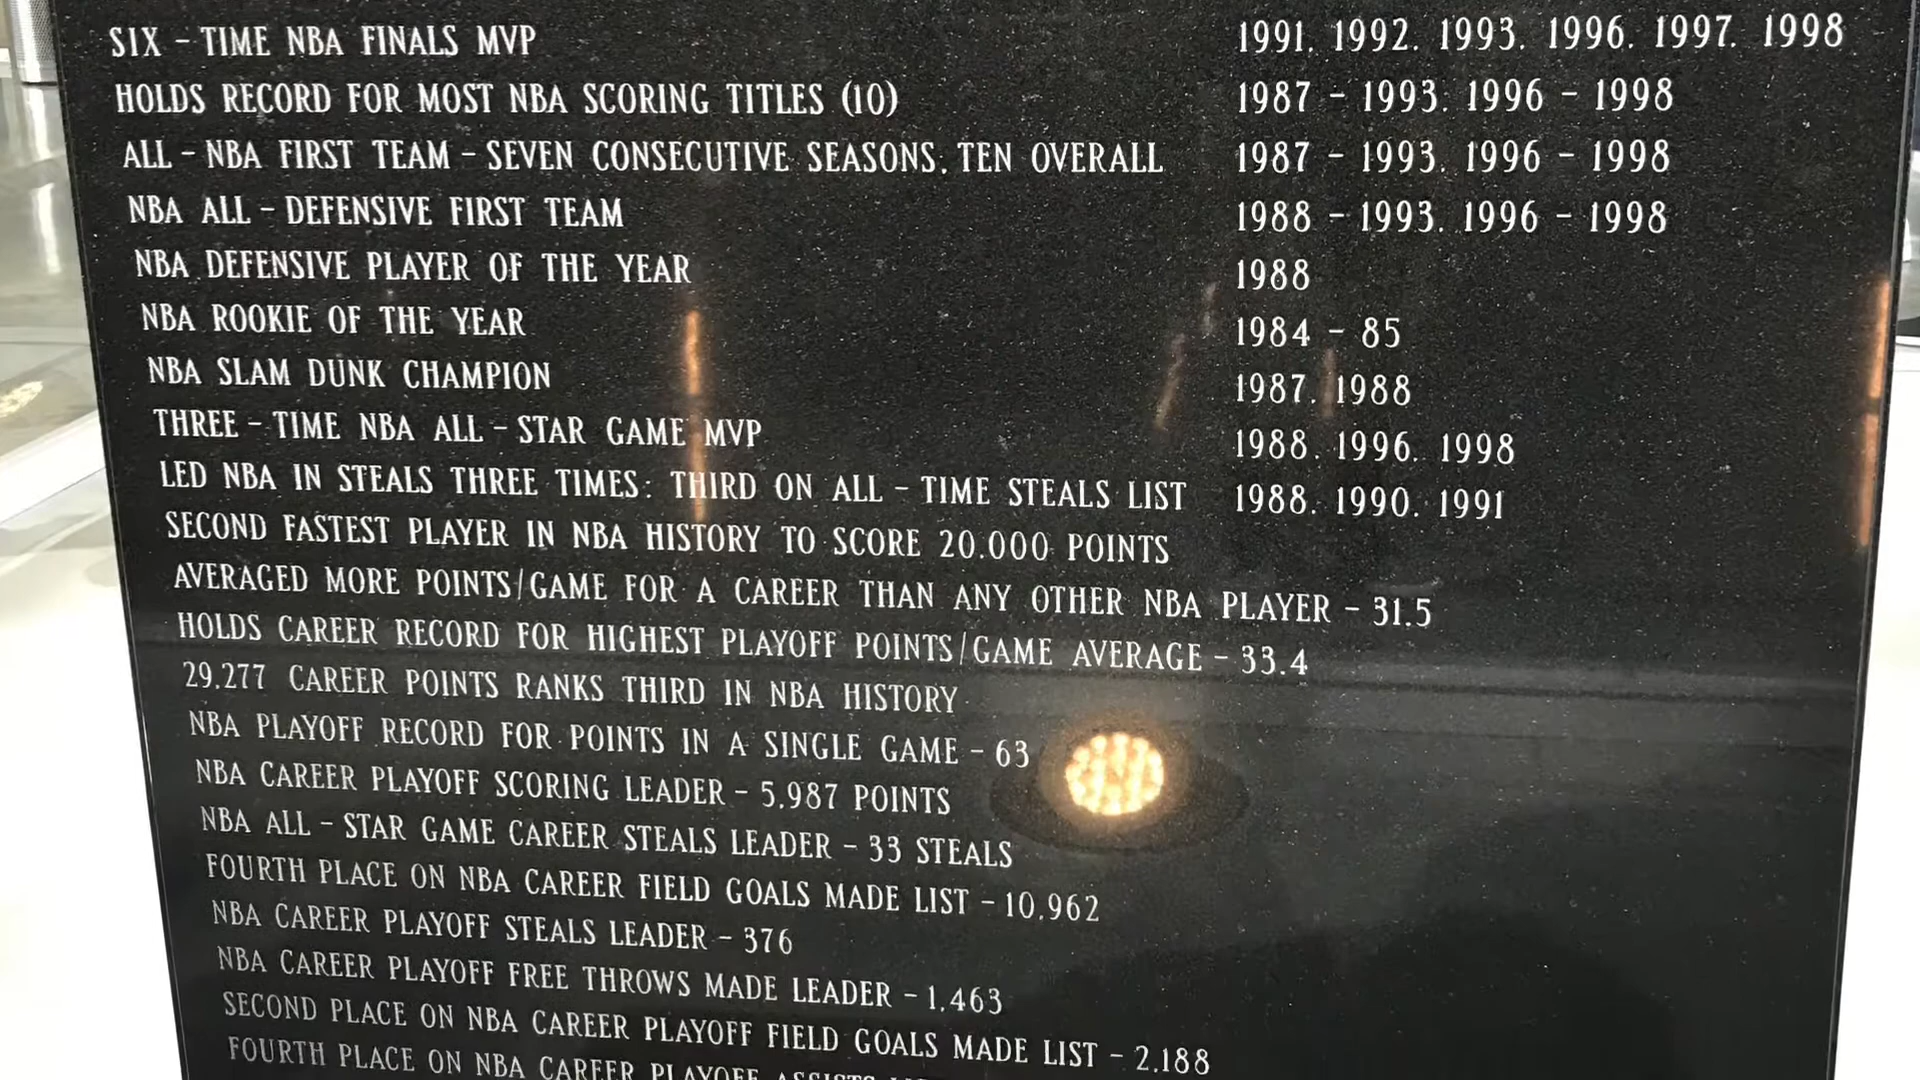 SIX - TIME NBA FINALS MVP 1991. 1992. 1993. 1996. 1997. 1998
HOLDS RECORD FOR MOST NBA SCORING TITLES (10) 1987 - 1993. 1996 - 1998
ALL - NBA FIRST TEAM - SEVEN CONSECUTIVE SEASONS, TEN OVERALL 1987 - 1993. 1996 - 1998
NBA ALL - DEFENSIVE FIRST TEAM 1988 - 1993. 1996 - 1998
NBA DEFENSIVE PLAYER OF THE YEAR 1988
NBA ROOKIE OF THE YEAR 1984 - 85
NBA SLAM DUNK CHAMPION 1987. 1988
THREE - TIME NBA ALL - STAR GAME MVP 1988. 1996. 1998
LED NBA IN STEALS THREE TIMES: THIRD ON ALL - TIME STEALS LIST 1988. 1990. 1991
SECOND FASTEST PLAYER IN NBA HISTORY TO SCORE 20.000 POINTS
AVERAGED MORE POINTS/GAME FOR A CAREER THAN ANY OTHER NBA PLAYER - 31.5
HOLDS CAREER RECORD FOR HIGHEST PLAYOFF POINTS/GAME AVERAGE - 33.4
29,277 CAREER POINTS RANKS THIRD IN NBA HISTORY
NBA PLAYOFF RECORD FOR POINTS IN A SINGLE GAME - 63
NBA CAREER PLAYOFF SCORING LEADER - 5.987 POINTS
NBA ALL - STAR GAME CAREER STEALS LEADER - 33 STEALS
FOURTH PLACE ON NBA CAREER FIELD GOALS MADE LIST - 10,962
NBA CAREER PLAYOFF STEALS LEADER - 376
NBA CAREER PLAYOFF FREE THROWS MADE LEADER - 1,463
SECOND PLACE ON NBA CAREER PLAYOFF FIELD GOALS MADE LIST - 2,188
FOURTH PLACE ON NBA CAREER PLAYOFF ASSISTS